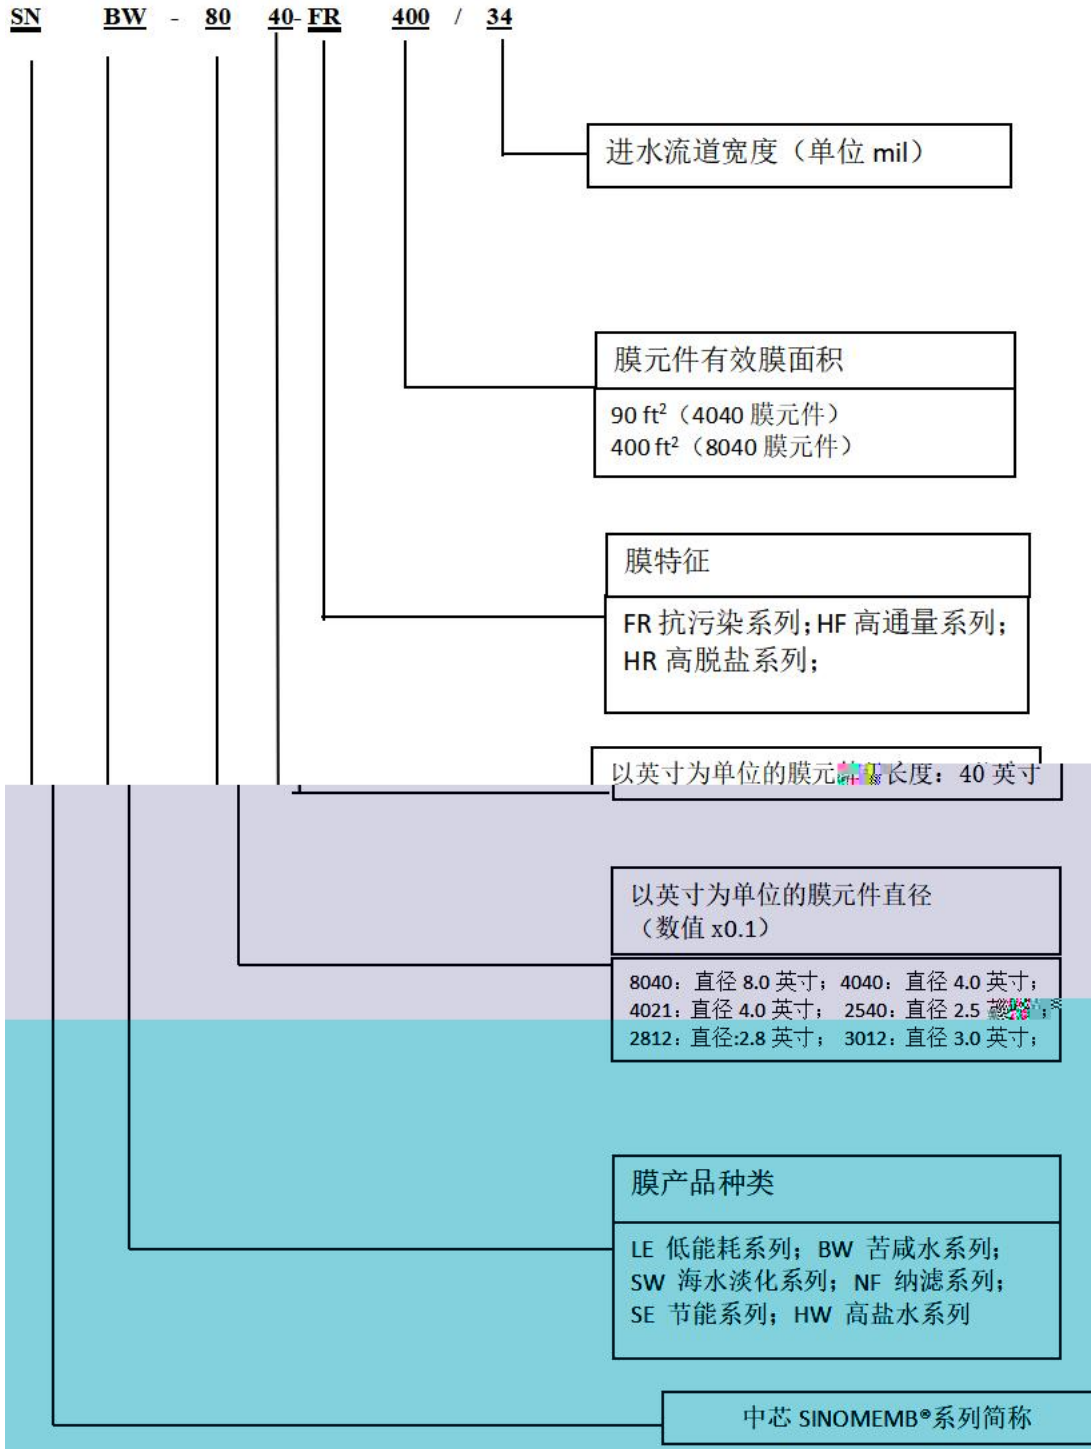 SN BW - 80 40-FR 400 / 34
进水流道宽度（单位 mil）
膜元件有效膜面积
90 ft²（4040 膜元件）
400 ft²（8040 膜元件）
膜特征
FR 抗污染系列；HF 高通量系列；
HR 高脱盐系列；
以英寸为单位的膜元长度：40 英寸
以英寸为单位的膜元件直径
（数值 x0.1）
8040：直径 8.0 英寸；4040：直径 4.0 英寸；
4021：直径 4.0 英寸； 2540：直径 2.5
2812：直径:2.8 英寸； 3012：直径 3.0 英寸；
膜产品种类
LE 低能耗系列；BW 苦咸水系列；
SW 海水淡化系列；NF 纳滤系列；
SE 节能系列；HW 高盐水系列
中芯 SINOMEMB®系列简称